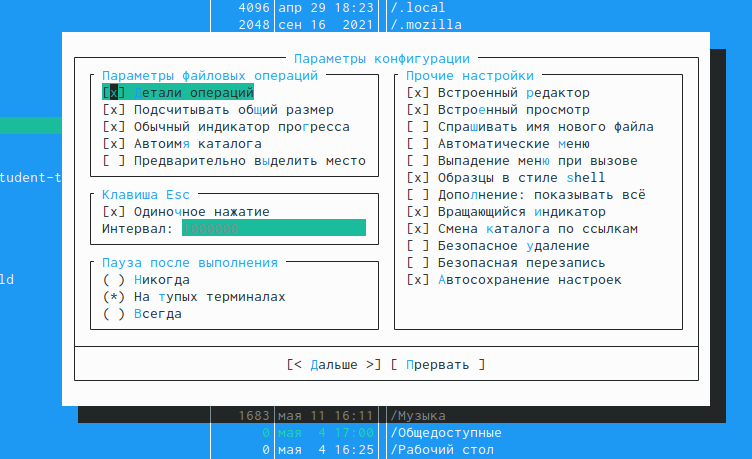 4096 апр 29 18:23 /.local
2048 сен 16 2021 /.mozilla
Параметры конфигурации
Параметры файловых операций
[x] Детали операций
[x] Подсчитывать общий размер
[x] Обычный индикатор прогресса
[x] Автоимя каталога
[ ] Предварительно выделить место
Клавиша Esc
[x] Одиночное нажатие
Интервал: 1000000
Пауза после выполнения
( ) Никогда
(*) На тупых терминалах
( ) Всегда
Прочие настройки
[x] Встроенный редактор
[x] Встроенный просмотр
[ ] Спрашивать имя нового файла
[ ] Автоматические меню
[ ] Выпадение меню при вызове
[x] Образцы в стиле shell
[ ] Дополнение: показывать всё
[x] Вращающийся индикатор
[x] Смена каталога по ссылкам
[ ] Безопасное удаление
[ ] Безопасная перезапись
[x] Автосохранение настроек
[< Дальше >] [ Прервать ]
tudent-t
ld
1683 мая 11 16:11 /Музыка
0 мая 4 17:00 /Общедоступные
0 мая 4 16:25 /Рабочий стол